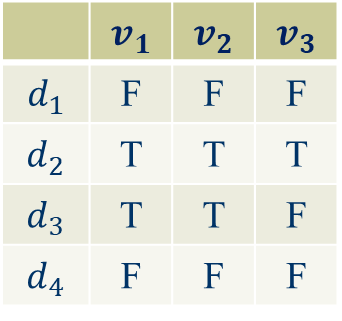 v₁ v₂ v₃
d₁ F F F
d₂ T T T
d₃ T T F
d₄ F F F